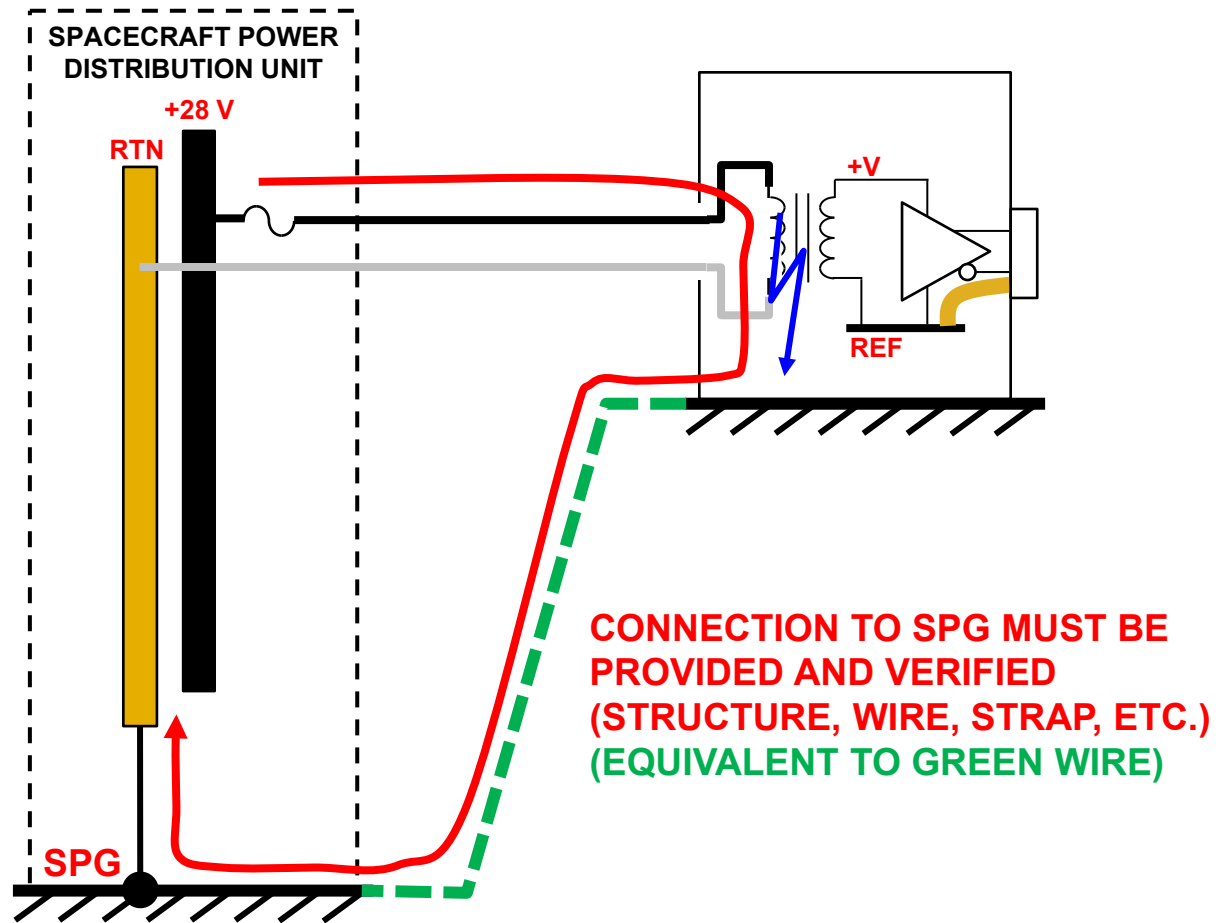 SPACECRAFT POWER
DISTRIBUTION UNIT
+28 V
RTN
+V
REF
CONNECTION TO SPG MUST BE
PROVIDED AND VERIFIED
(STRUCTURE, WIRE, STRAP, ETC.)
(EQUIVALENT TO GREEN WIRE)
SPG